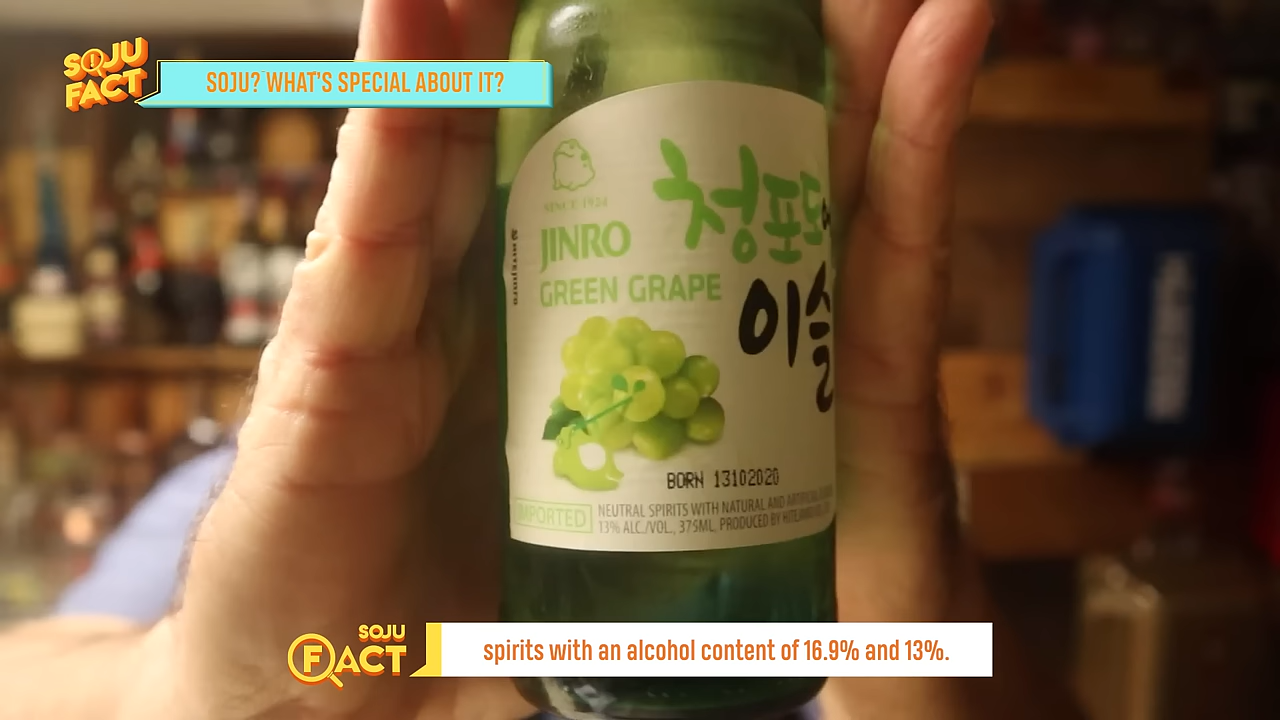 SOJU FACT
SOJU? WHAT'S SPECIAL ABOUT IT?
SINCE 1924
JINRO
GREEN GRAPE
청포도에
이슬
BORN 13102020
IMPORTED
NEUTRAL SPIRITS WITH NATURAL AND ARTIFICIAL
13% ALC./VOL., 375ML, PRODUCED BY HITEJINRO
SOJU
FACT
spirits with an alcohol content of 16.9% and 13%.